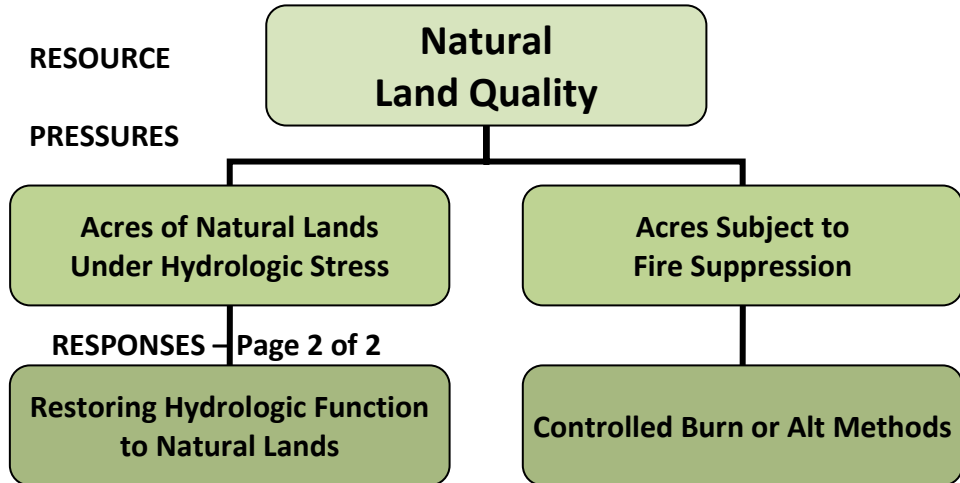 RESOURCE
Natural
Land Quality
PRESSURES
Acres of Natural Lands
Under Hydrologic Stress
Acres Subject to
Fire Suppression
RESPONSES – Page 2 of 2
Restoring Hydrologic Function
to Natural Lands
Controlled Burn or Alt Methods